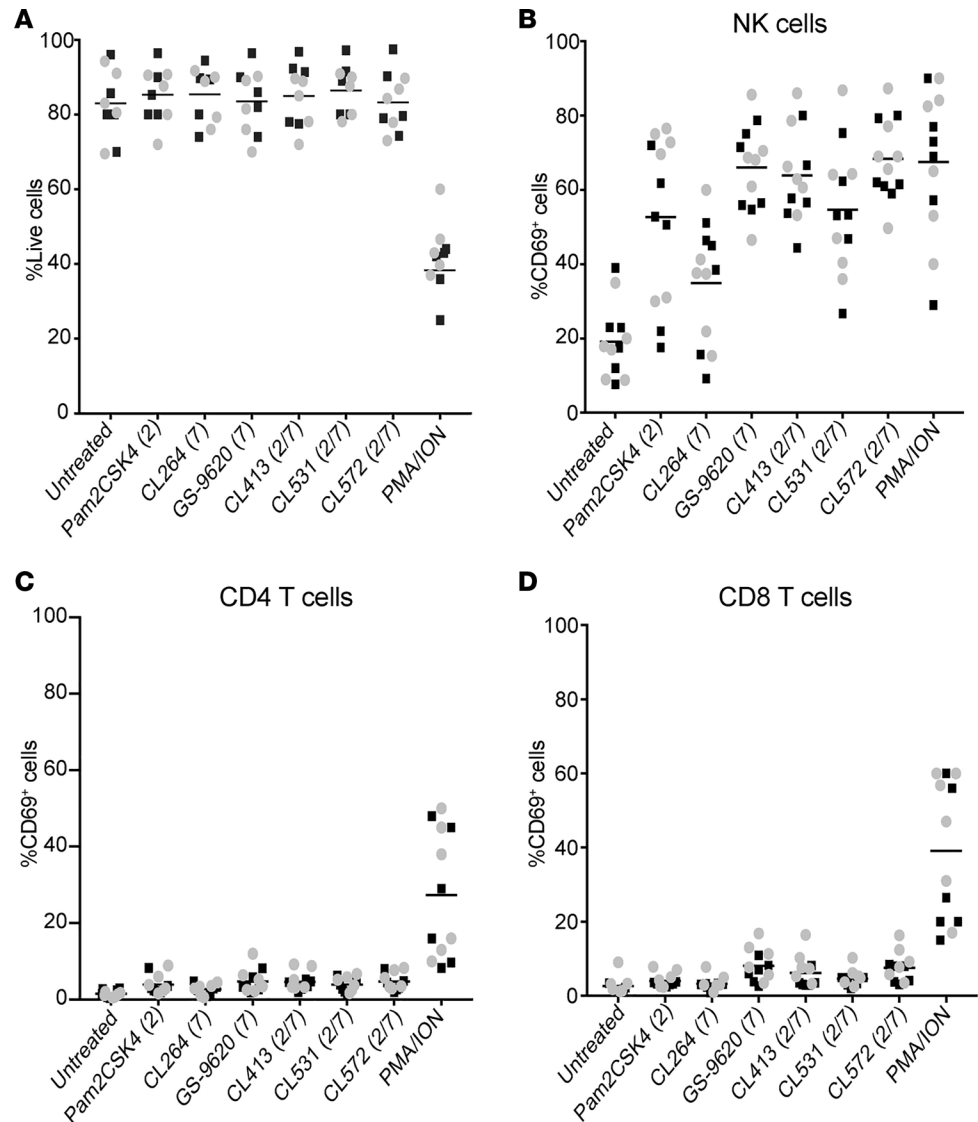 A
%Live cells
100
80
60
40
20
0
Untreated
Pam2CSK4 (2)
CL264 (7)
GS-9620 (7)
CL413 (2/7)
CL531 (2/7)
CL572 (2/7)
PMA/ION
B
NK cells
%CD69+ cells
100
80
60
40
20
0
Untreated
Pam2CSK4 (2)
CL264 (7)
GS-9620 (7)
CL413 (2/7)
CL531 (2/7)
CL572 (2/7)
PMA/ION
C
CD4 T cells
%CD69+ cells
100
80
60
40
20
0
Untreated
Pam2CSK4 (2)
CL264 (7)
GS-9620 (7)
CL413 (2/7)
CL531 (2/7)
CL572 (2/7)
PMA/ION
D
CD8 T cells
%CD69+ cells
100
80
60
40
20
0
Untreated
Pam2CSK4 (2)
CL264 (7)
GS-9620 (7)
CL413 (2/7)
CL531 (2/7)
CL572 (2/7)
PMA/ION